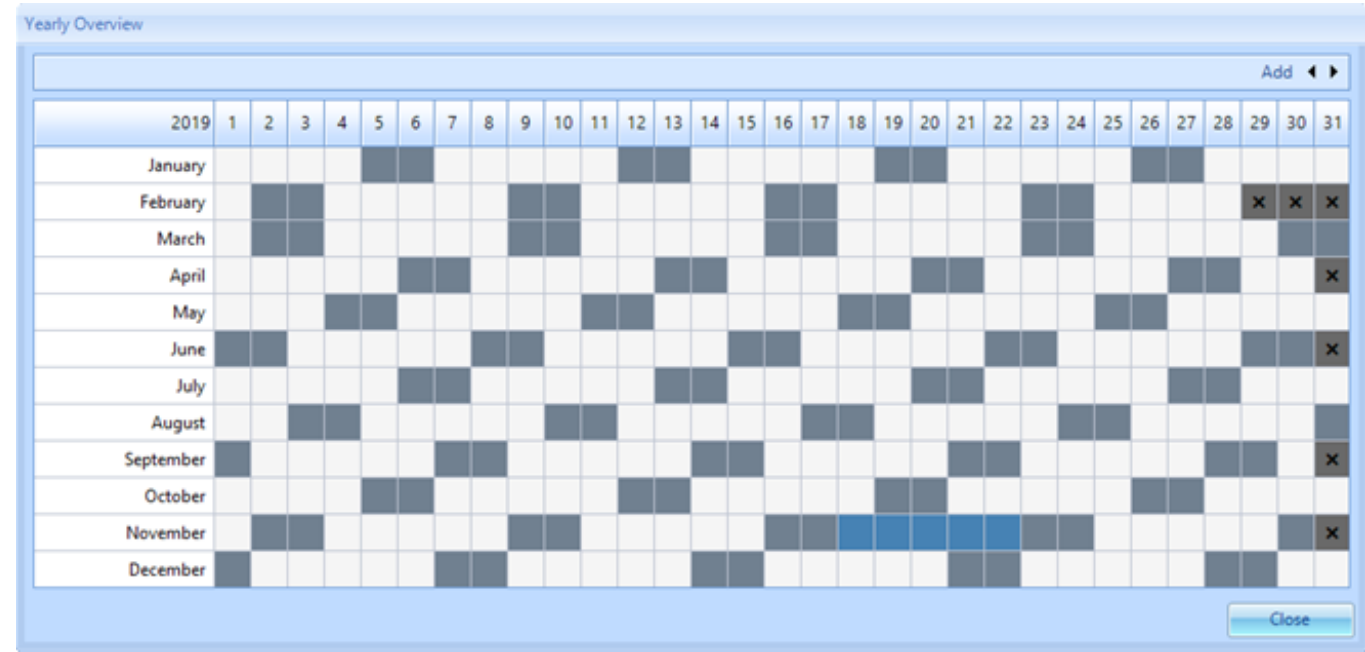 Yearly Overview
Add
2019 1 2 3 4 5 6 7 8 9 10 11 12 13 14 15 16 17 18 19 20 21 22 23 24 25 26 27 28 29 30 31
January
February × × ×
March
April ×
May
June ×
July
August
September ×
October
November ×
December
Close